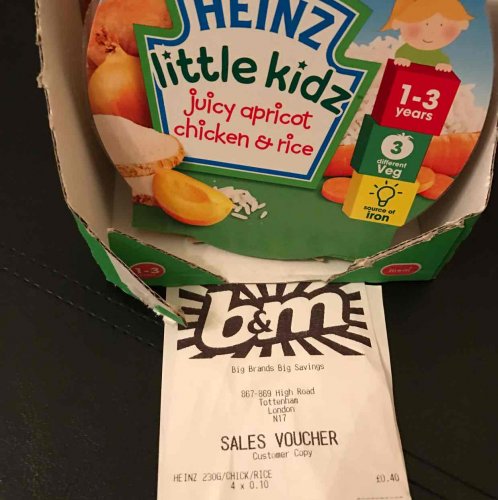 HEINZ
little kidz
juicy apricot
chicken & rice
1-3
years
3
different
Veg
source of
iron
1-3
b&m
Big Brands Big Savings
867-869 High Road
Tottenham
London
N17
SALES VOUCHER
Customer Copy
HEINZ 230G/CHICK/RICE £0.40
4 x 0.10